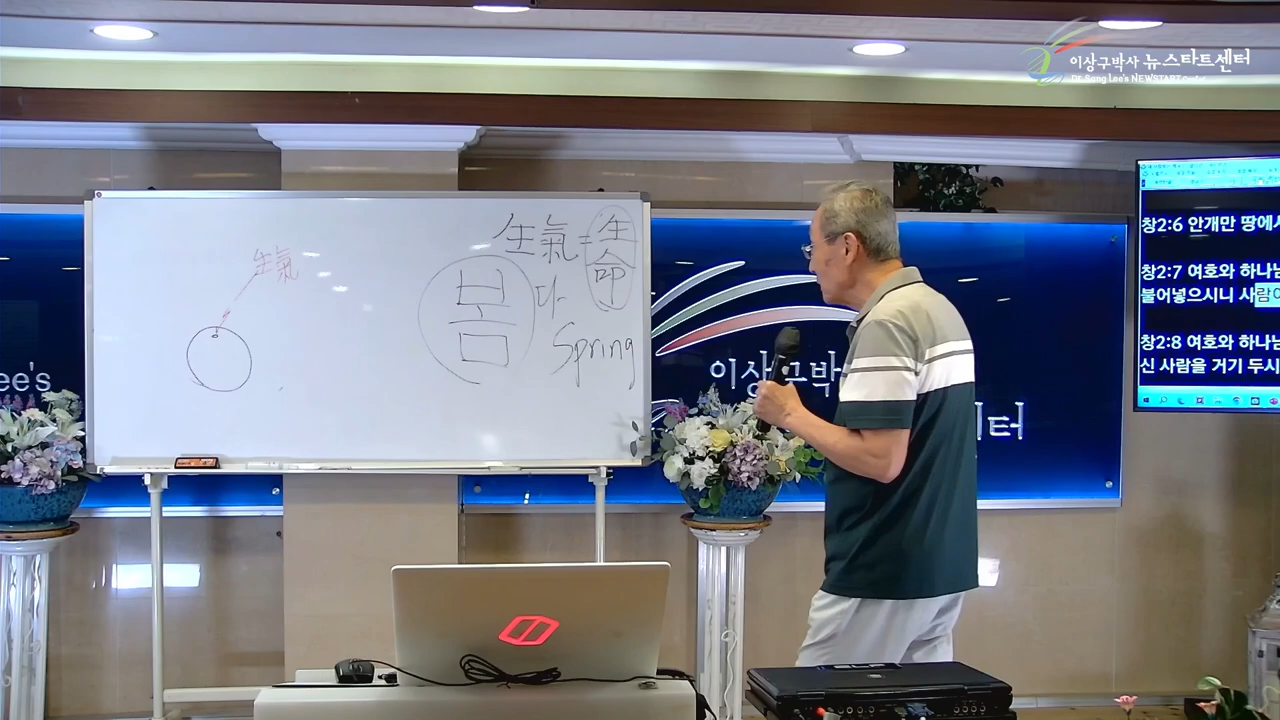 이상구박사 뉴스타트센터
Dr. Sang Lee's NEWSTART Center
生氣
生氣=生命
봄다
Spring
ee's
이상구박
터
창2:6 안개만 땅에서
창2:7 여호와 하나님
불어넣으시니 사람이
창2:8 여호와 하나님
신 사람을 거기 두시